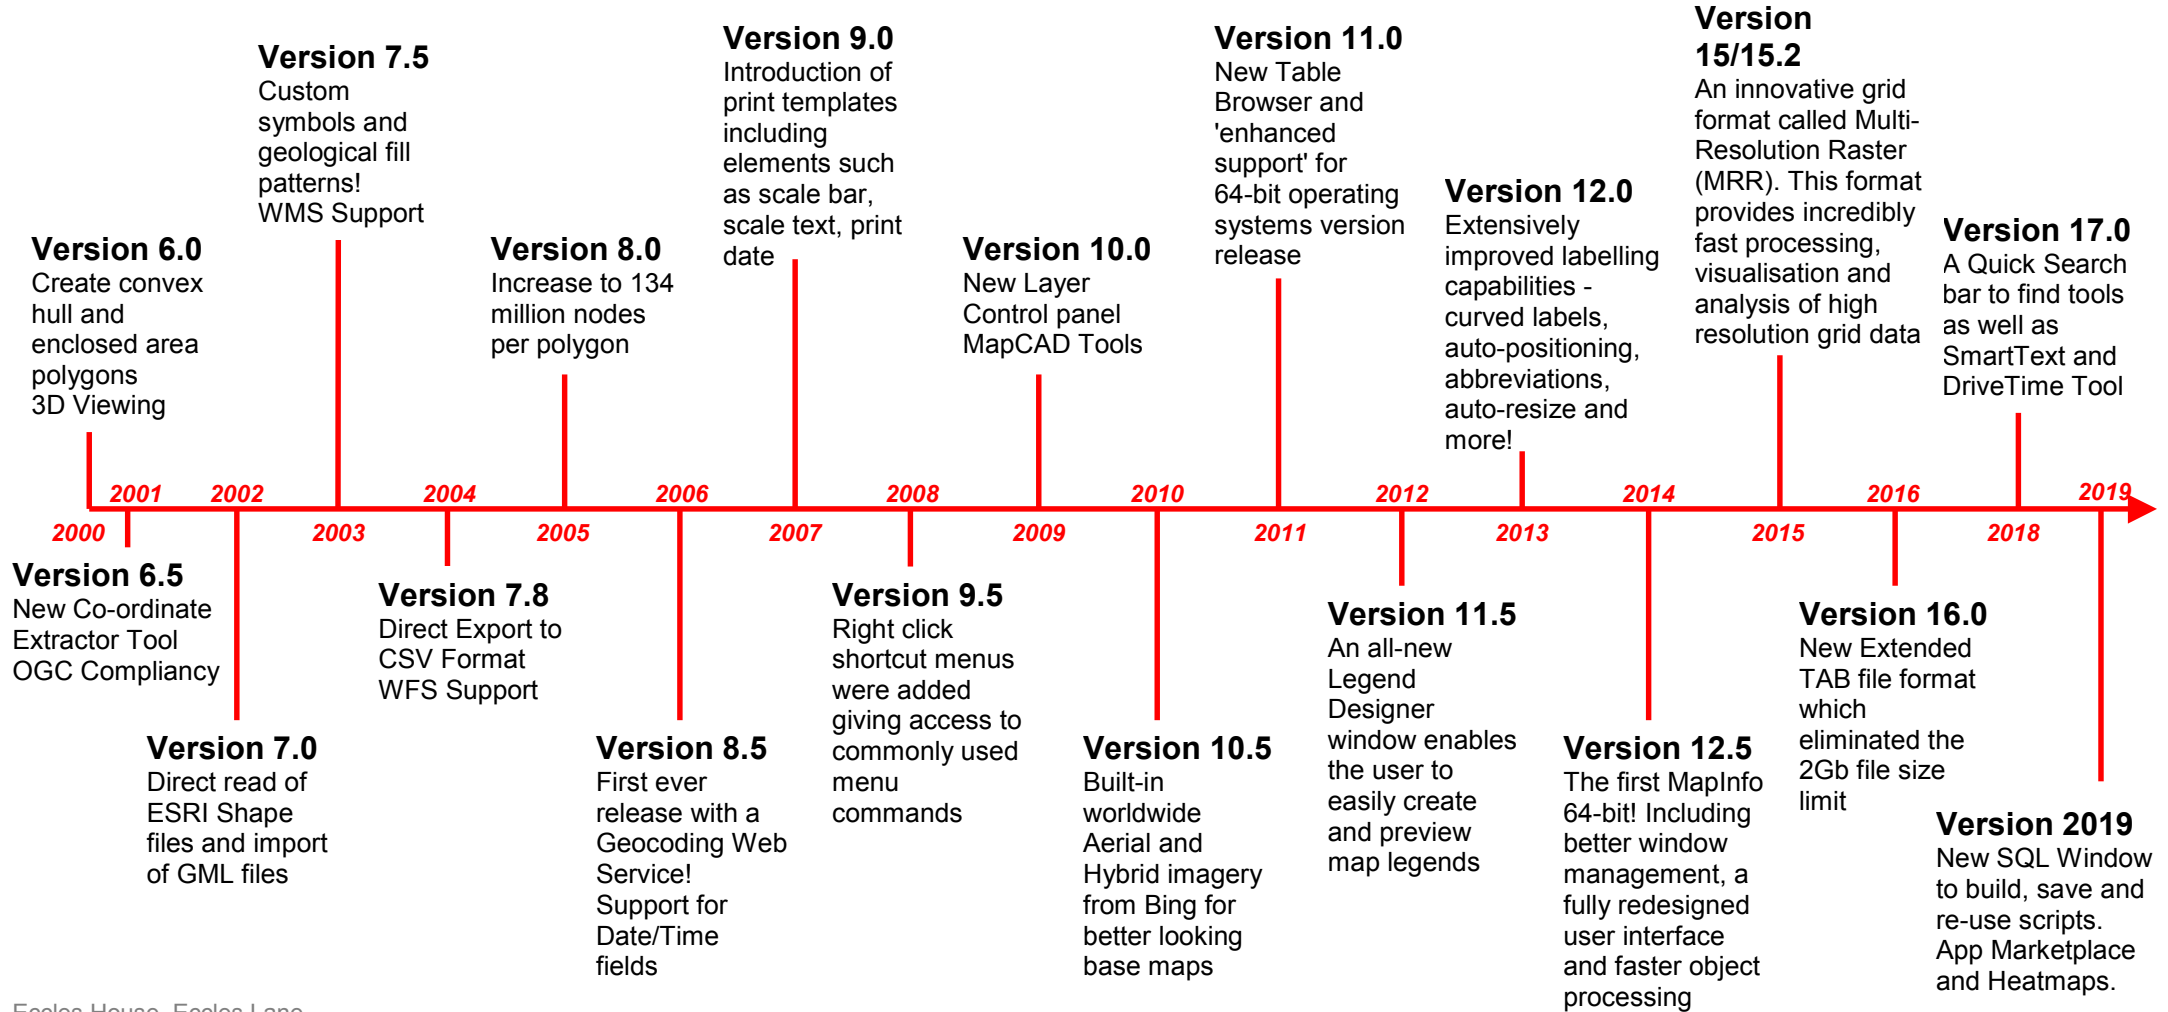 Version 6.0
Create convex
hull and
enclosed area
polygons
3D Viewing
Version 7.5
Custom
symbols and
geological fill
patterns!
WMS Support
Version 8.0
Increase to 134
million nodes
per polygon
Version 9.0
Introduction of
print templates
including
elements such
as scale bar,
scale text, print
date
Version 10.0
New Layer
Control panel
MapCAD Tools
Version 11.0
New Table
Browser and
'enhanced
support' for
64-bit operating
systems version
release
Version 12.0
Extensively
improved labelling
capabilities -
curved labels,
auto-positioning,
abbreviations,
auto-resize and
more!
Version
15/15.2
An innovative grid
format called Multi-
Resolution Raster
(MRR). This format
provides incredibly
fast processing,
visualisation and
analysis of high
resolution grid data
Version 17.0
A Quick Search
bar to find tools
as well as
SmartText and
DriveTime Tool
2001 2002 2004 2006 2008 2010 2012 2014 2016 2019
2000 2003 2005 2007 2009 2011 2013 2015 2018
Version 6.5
New Co-ordinate
Extractor Tool
OGC Compliancy
Version 7.0
Direct read of
ESRI Shape
files and import
of GML files
Version 7.8
Direct Export to
CSV Format
WFS Support
Version 8.5
First ever
release with a
Geocoding Web
Service!
Support for
Date/Time
fields
Version 9.5
Right click
shortcut menus
were added
giving access to
commonly used
menu
commands
Version 10.5
Built-in
worldwide
Aerial and
Hybrid imagery
from Bing for
better looking
base maps
Version 11.5
An all-new
Legend
Designer
window enables
the user to
easily create
and preview
map legends
Version 12.5
The first MapInfo
64-bit! Including
better window
management, a
fully redesigned
user interface
and faster object
processing
Version 16.0
New Extended
TAB file format
which
eliminated the
2Gb file size
limit
Version 2019
New SQL Window
to build, save and
re-use scripts.
App Marketplace
and Heatmaps.
Eccles House, Eccles Lane